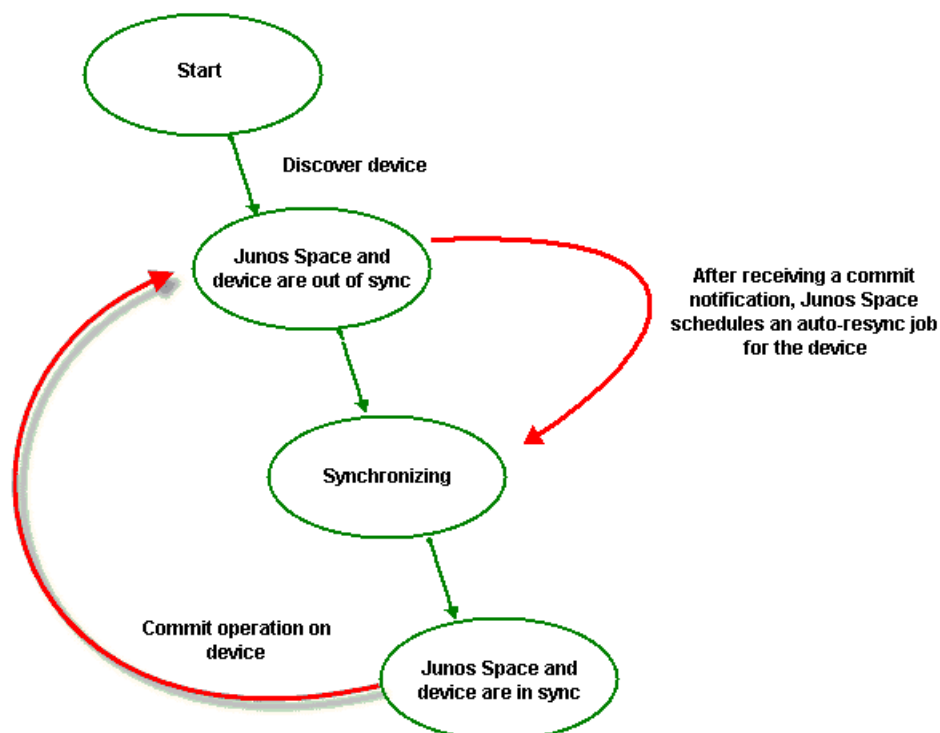 Start
Discover device
Junos Space and
device are out of sync
After receiving a commit
notification, Junos Space
schedules an auto-resync job
for the device
Synchronizing
Commit operation on
device
Junos Space and
device are in sync